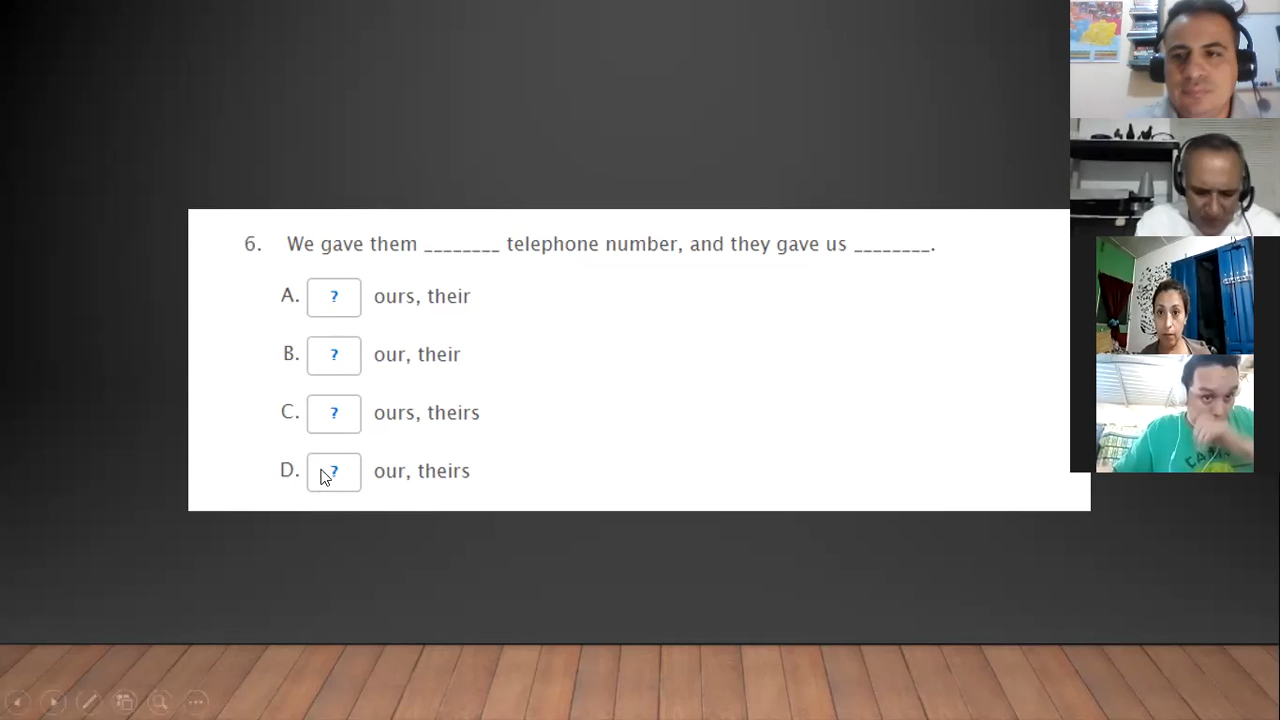 6. We gave them ________ telephone number, and they gave us ________.
A. ? ours, their
B. ? our, their
C. ? ours, theirs
D. ? our, theirs